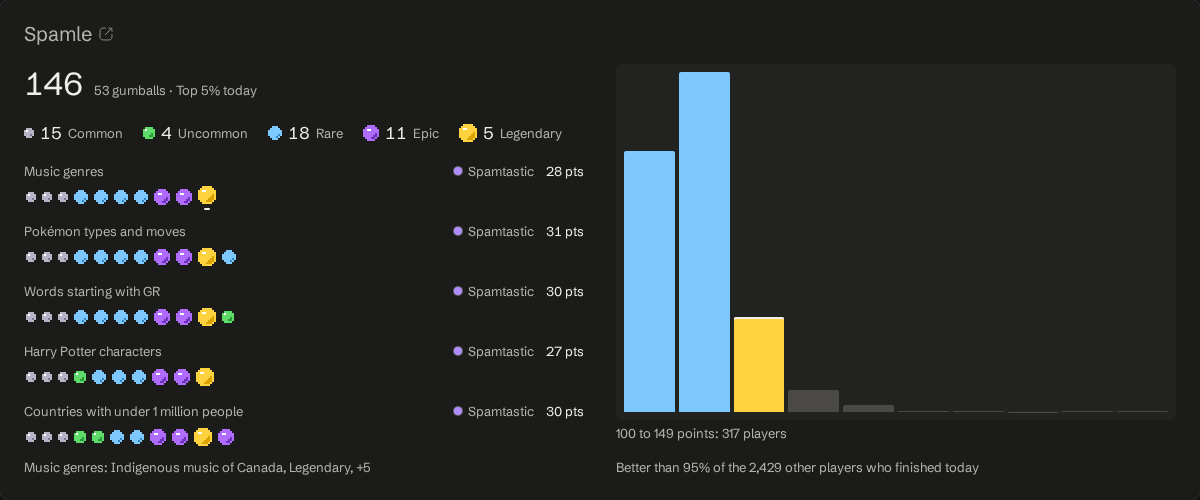 Spamle
146 53 gumballs · Top 5% today
15 Common 4 Uncommon 18 Rare 11 Epic 5 Legendary
Music genres Spamtastic 28 pts
Pokémon types and moves Spamtastic 31 pts
Words starting with GR Spamtastic 30 pts
Harry Potter characters Spamtastic 27 pts
Countries with under 1 million people Spamtastic 30 pts
Music genres: Indigenous music of Canada, Legendary, +5
100 to 149 points: 317 players
Better than 95% of the 2,429 other players who finished today